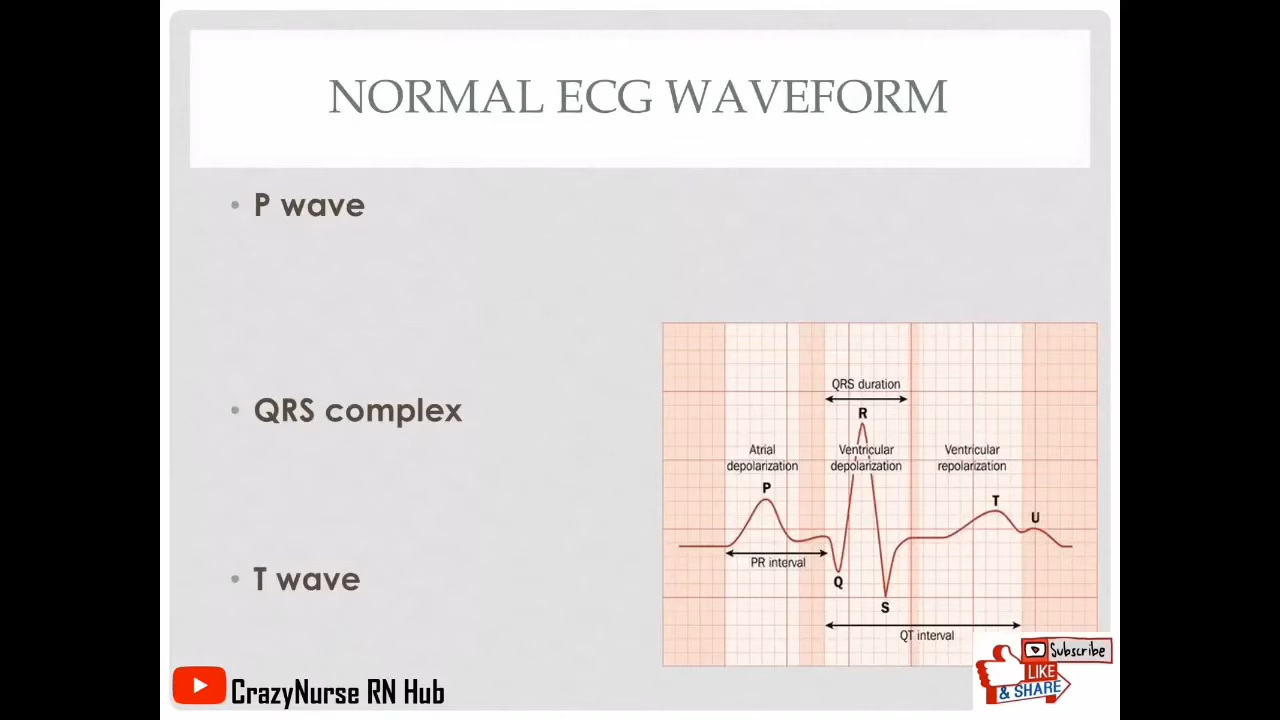 NORMAL ECG WAVEFORM
• P wave
• QRS complex
• T wave
QRS duration
R
Atrial
depolarization
Ventricular
depolarization
Ventricular
repolarization
P
T
U
PR interval
Q
S
QT interval
CrazyNurse RN Hub
Subscribe
LIKE
& SHARE